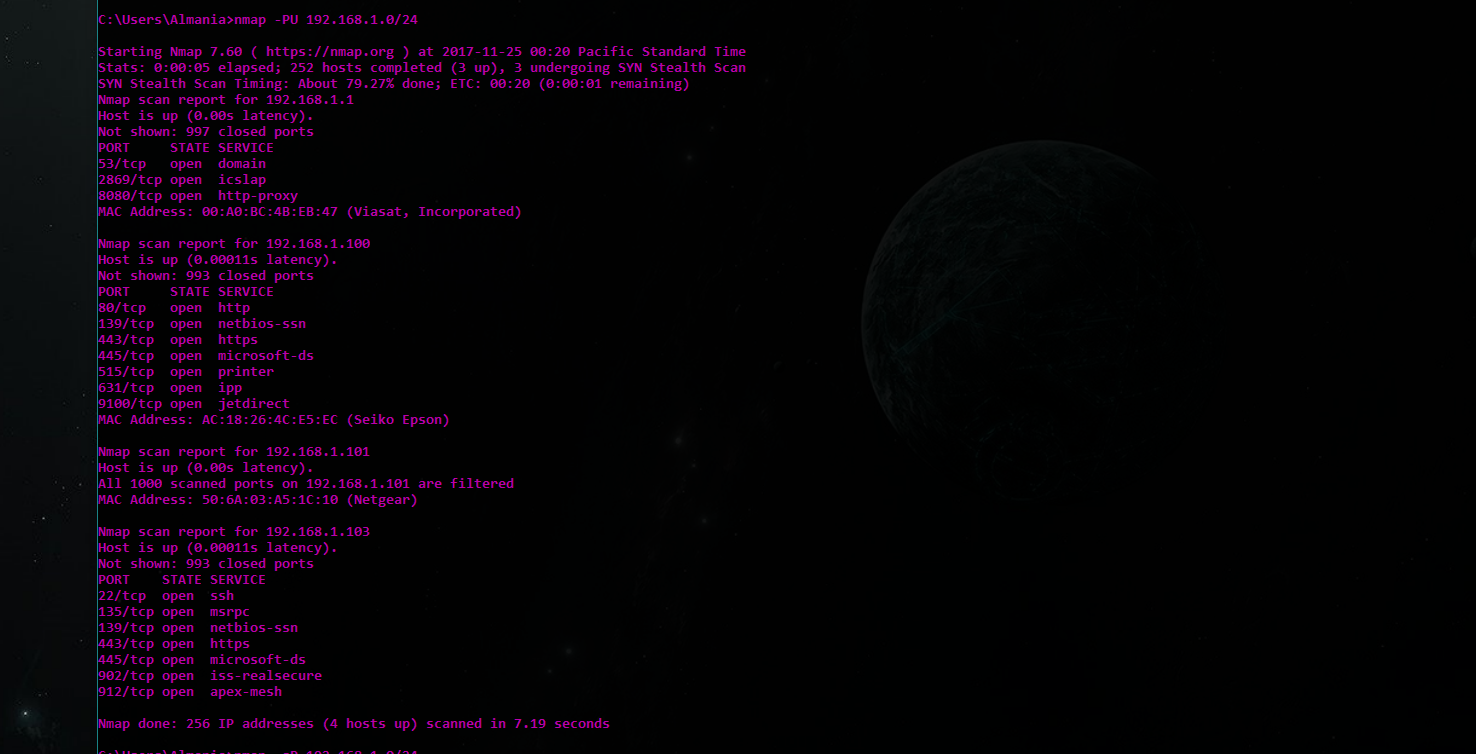 C:\Users\Almania>nmap -PU 192.168.1.0/24
Starting Nmap 7.60 ( https://nmap.org ) at 2017-11-25 00:20 Pacific Standard Time
Stats: 0:00:05 elapsed; 252 hosts completed (3 up), 3 undergoing SYN Stealth Scan
SYN Stealth Scan Timing: About 79.27% done; ETC: 00:20 (0:00:01 remaining)
Nmap scan report for 192.168.1.1
Host is up (0.00s latency).
Not shown: 997 closed ports
PORT     STATE SERVICE
53/tcp   open  domain
2869/tcp open  icslap
8080/tcp open  http-proxy
MAC Address: 00:A0:BC:4B:EB:47 (Viasat, Incorporated)
Nmap scan report for 192.168.1.100
Host is up (0.00011s latency).
Not shown: 993 closed ports
PORT     STATE SERVICE
80/tcp   open  http
139/tcp  open  netbios-ssn
443/tcp  open  https
445/tcp  open  microsoft-ds
515/tcp  open  printer
631/tcp  open  ipp
9100/tcp open  jetdirect
MAC Address: AC:18:26:4C:E5:EC (Seiko Epson)
Nmap scan report for 192.168.1.101
Host is up (0.00s latency).
All 1000 scanned ports on 192.168.1.101 are filtered
MAC Address: 50:6A:03:A5:1C:10 (Netgear)
Nmap scan report for 192.168.1.103
Host is up (0.00011s latency).
Not shown: 993 closed ports
PORT    STATE SERVICE
22/tcp  open  ssh
135/tcp open  msrpc
139/tcp open  netbios-ssn
443/tcp open  https
445/tcp open  microsoft-ds
902/tcp open  iss-realsecure
912/tcp open  apex-mesh
Nmap done: 256 IP addresses (4 hosts up) scanned in 7.19 seconds